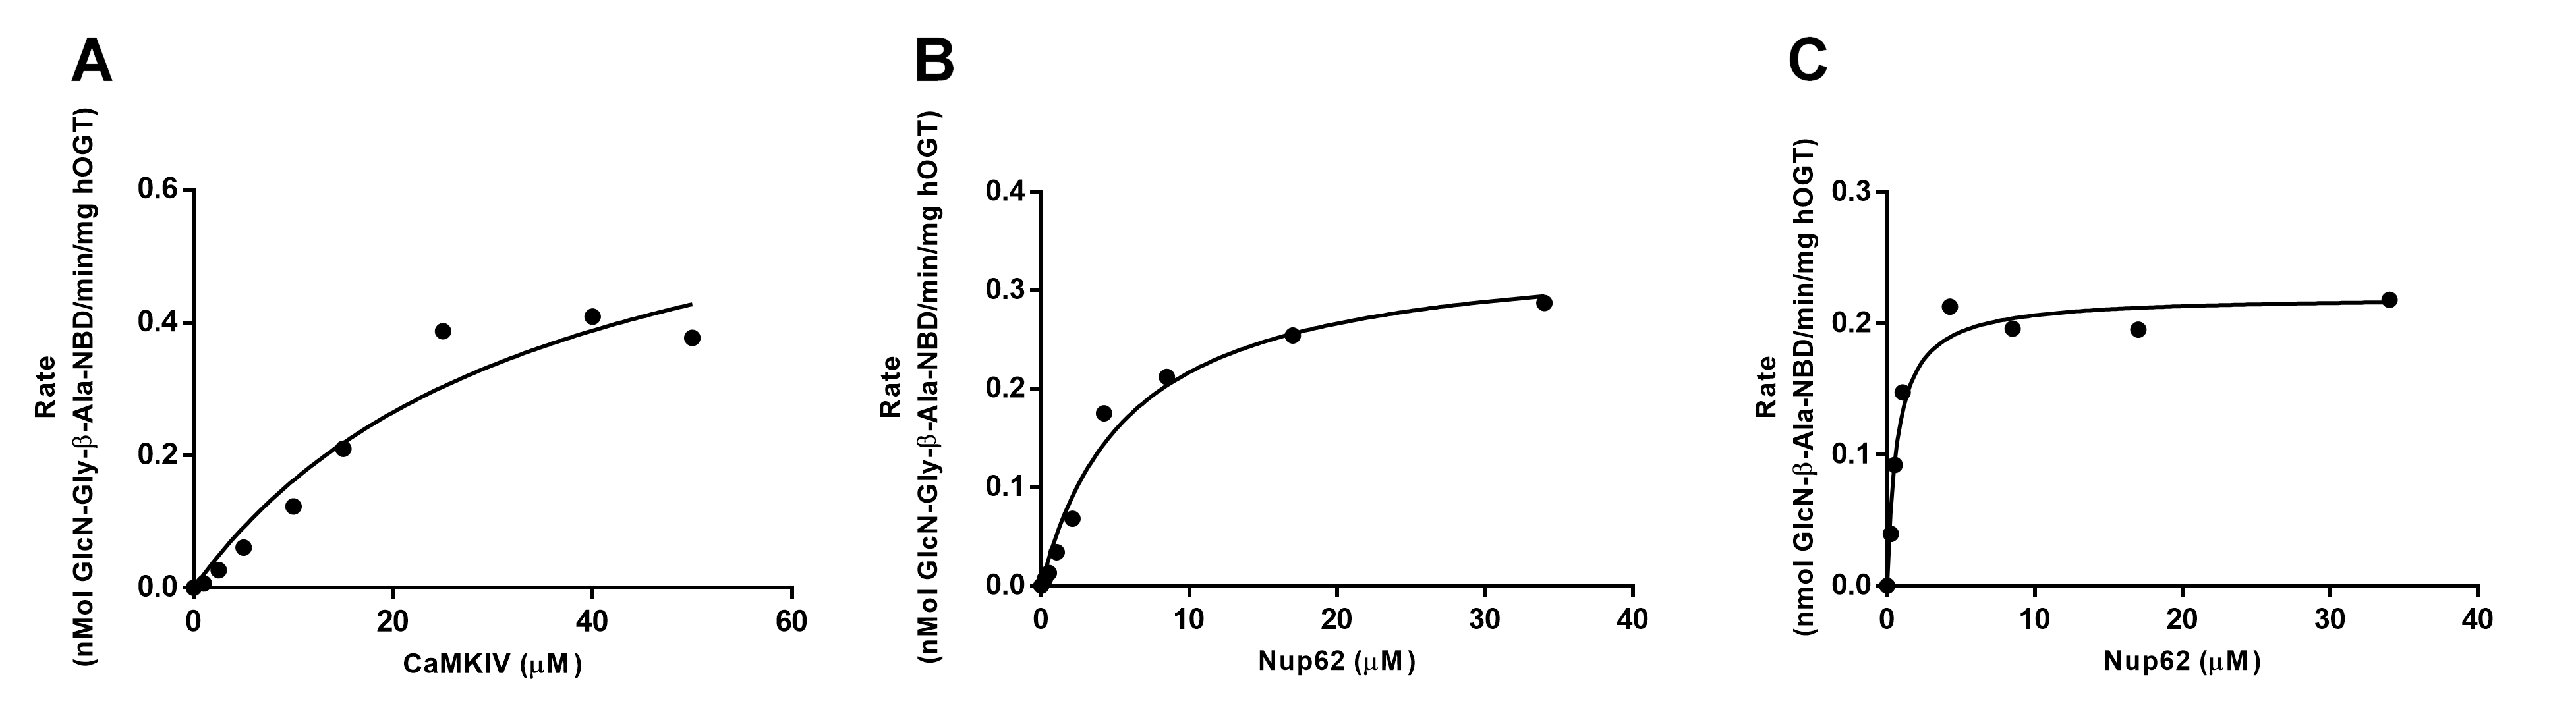 A
Rate
(nMol GlcN-Gly-β-Ala-NBD/min/mg hOGT)
0.6
0.4
0.2
0.0
0 20 40 60
CaMKIV (μM)
B
Rate
(nMol GlcN-Gly-β-Ala-NBD/min/mg hOGT)
0.4
0.3
0.2
0.1
0.0
0 10 20 30 40
Nup62 (μM)
C
Rate
(nmol GlcN-β-Ala-NBD/min/mg hOGT)
0.3
0.2
0.1
0.0
0 10 20 30 40
Nup62 (μM)